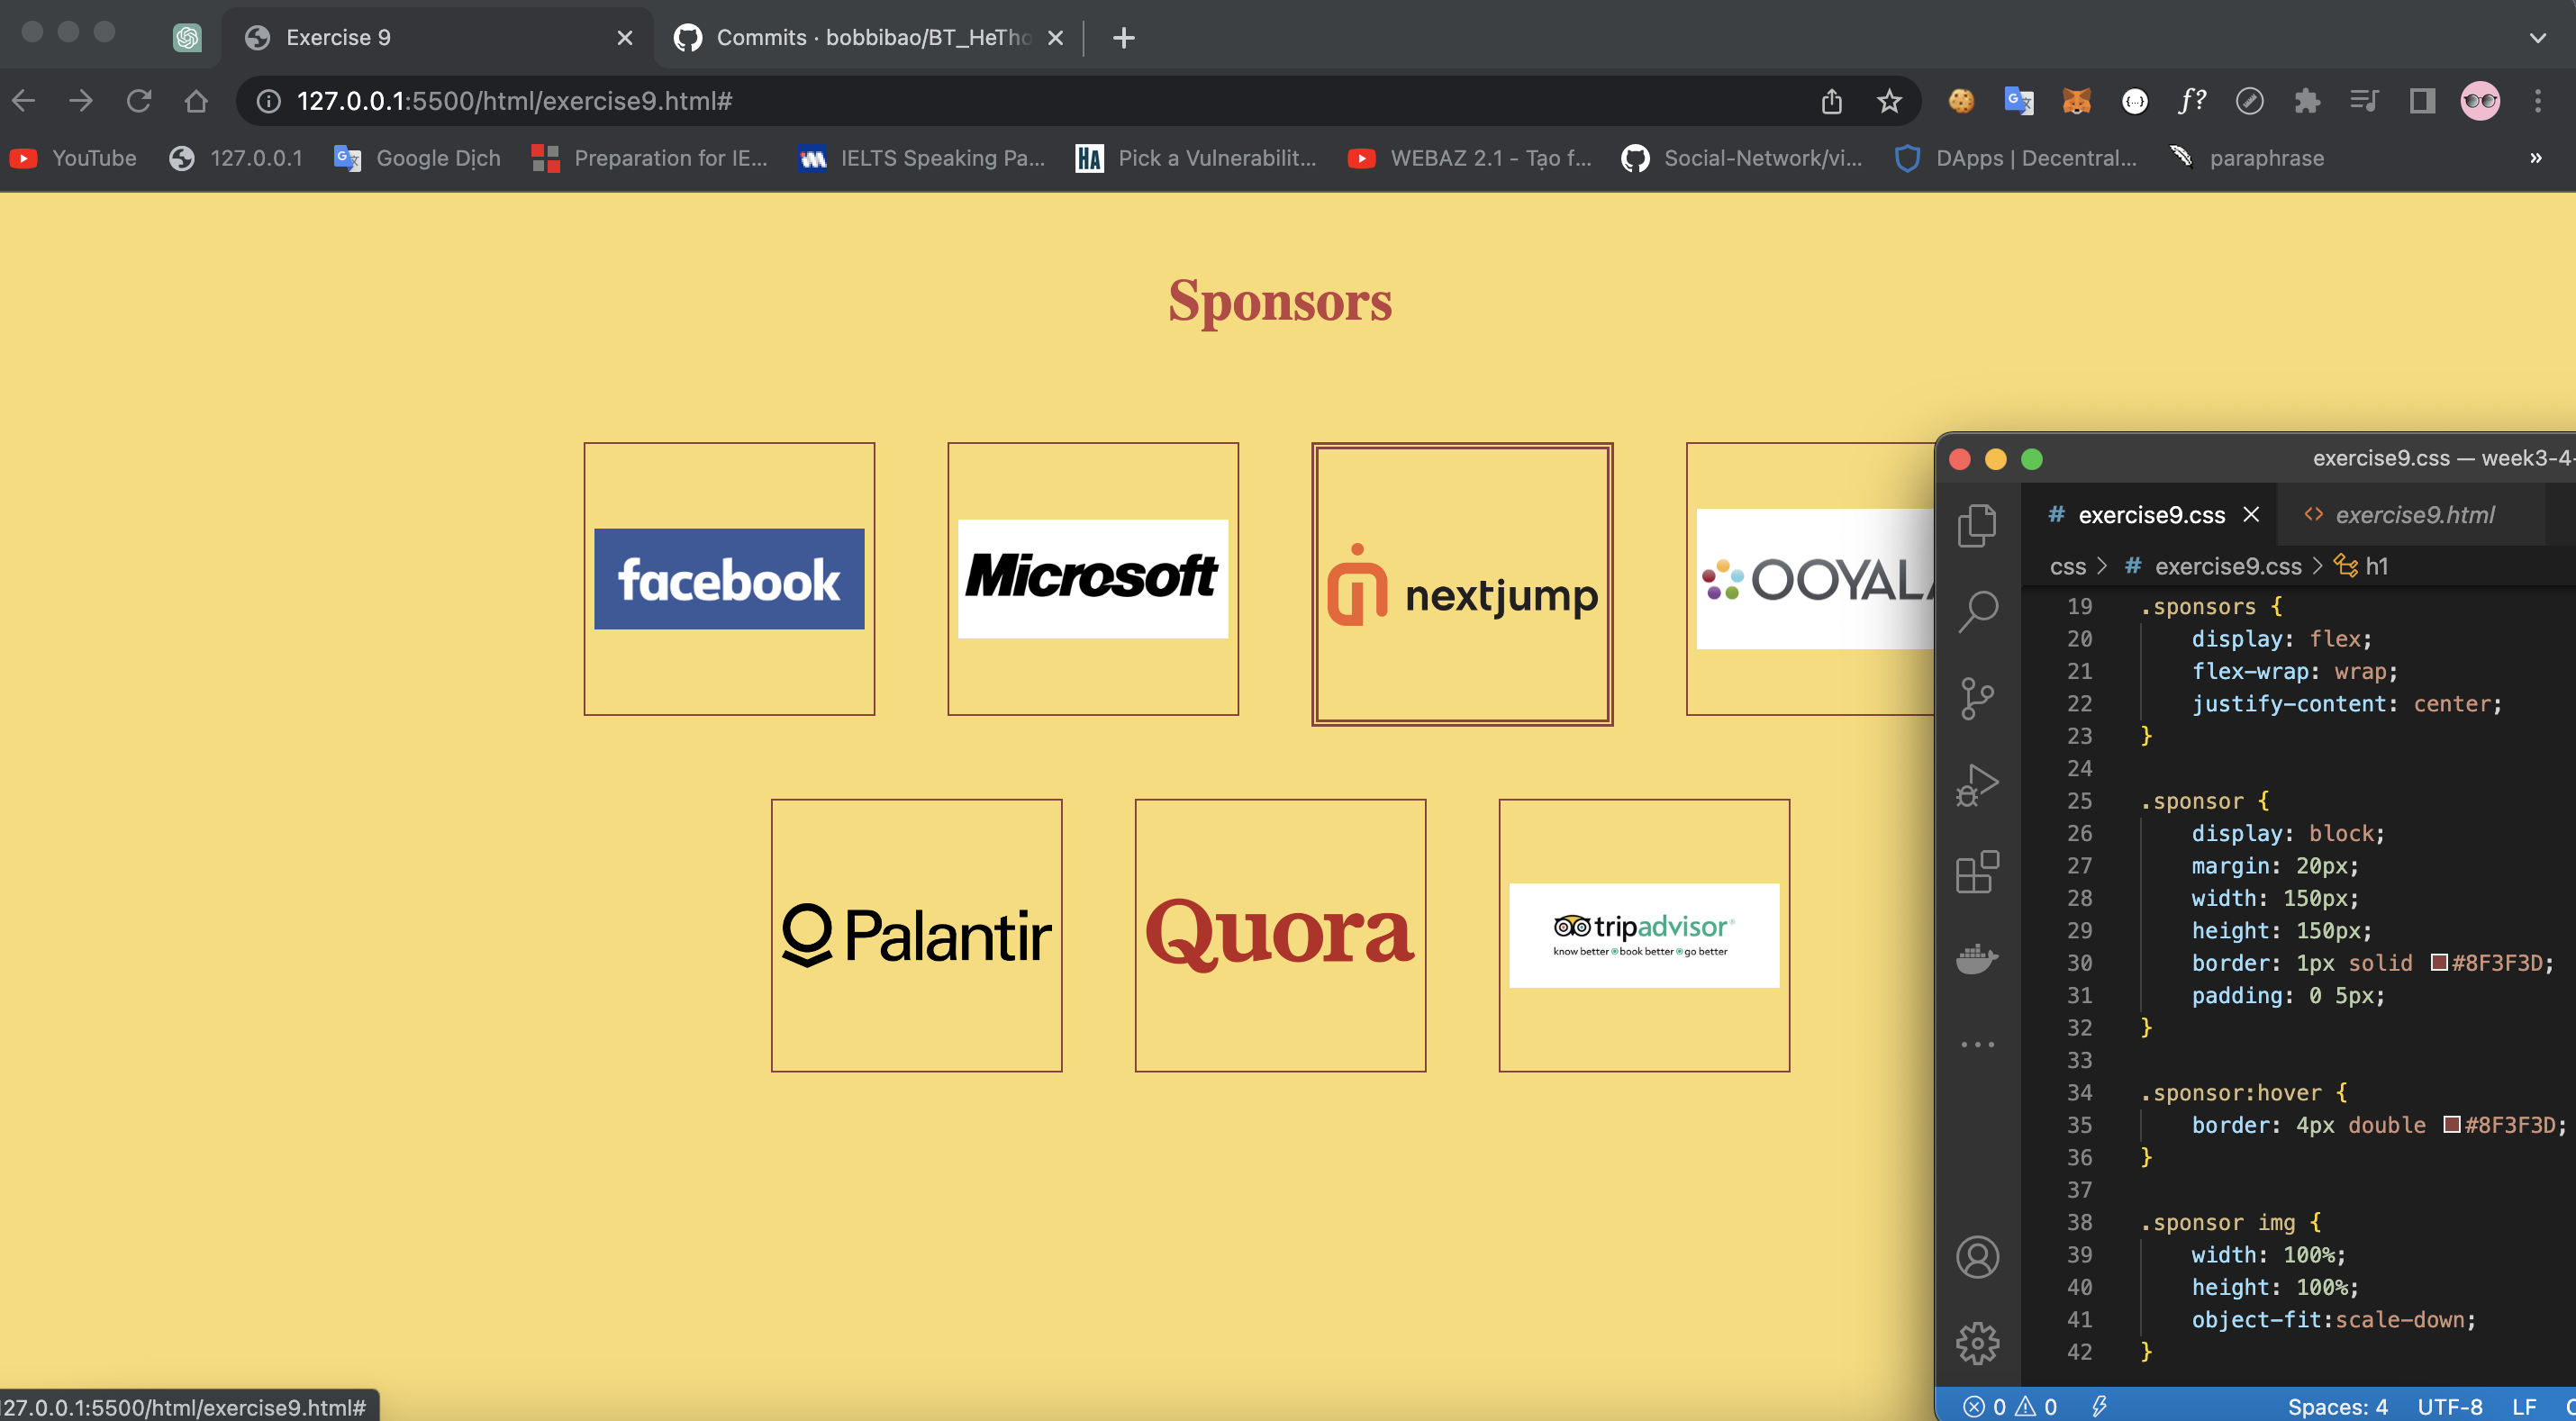 Exercise 9
Commits · bobbibao/BT_HeTho
127.0.0.1:5500/html/exercise9.html#
YouTube
127.0.0.1
Google Dịch
Preparation for IE...
IELTS Speaking Pa...
Pick a Vulnerabilit...
WEBAZ 2.1 - Tạo f...
Social-Network/vi...
DApps | Decentral...
paraphrase
»
Sponsors
facebook
Microsoft
nextjump
OOYALA
Palantir
Quora
tripadvisor®
know better book better go better
exercise9.css — week3-4-
# exercise9.css
<> exercise9.html
css > # exercise9.css > h1
19 .sponsors {
20 display: flex;
21 flex-wrap: wrap;
22 justify-content: center;
23 }
24
25 .sponsor {
26 display: block;
27 margin: 20px;
28 width: 150px;
29 height: 150px;
30 border: 1px solid #8F3F3D;
31 padding: 0 5px;
32 }
33
34 .sponsor:hover {
35 border: 4px double #8F3F3D;
36 }
37
38 .sponsor img {
39 width: 100%;
40 height: 100%;
41 object-fit:scale-down;
42 }
0 0
Spaces: 4 UTF-8 LF
27.0.0.1:5500/html/exercise9.html#